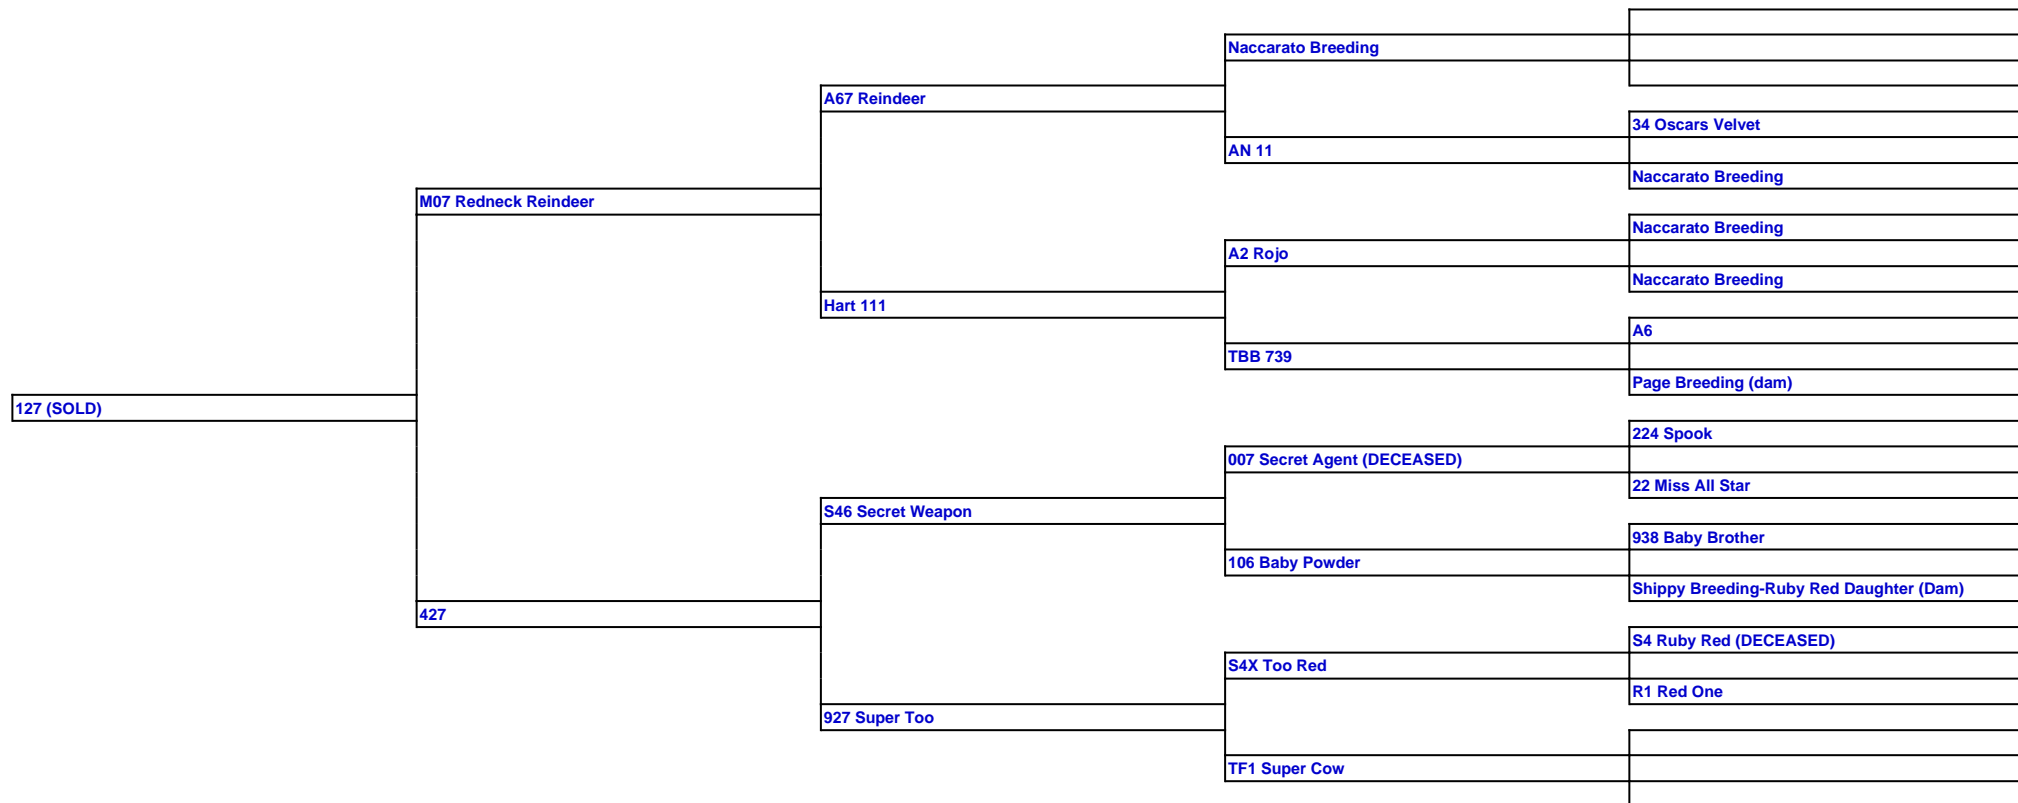 Naccarato Breeding
A67 Reindeer
34 Oscars Velvet
AN 11
Naccarato Breeding
M07 Redneck Reindeer
Naccarato Breeding
A2 Rojo
Naccarato Breeding
Hart 111
A6
TBB 739
Page Breeding (dam)
127 (SOLD)
224 Spook
007 Secret Agent (DECEASED)
22 Miss All Star
S46 Secret Weapon
938 Baby Brother
106 Baby Powder
Shippy Breeding-Ruby Red Daughter (Dam)
427
S4 Ruby Red (DECEASED)
S4X Too Red
R1 Red One
927 Super Too
TF1 Super Cow